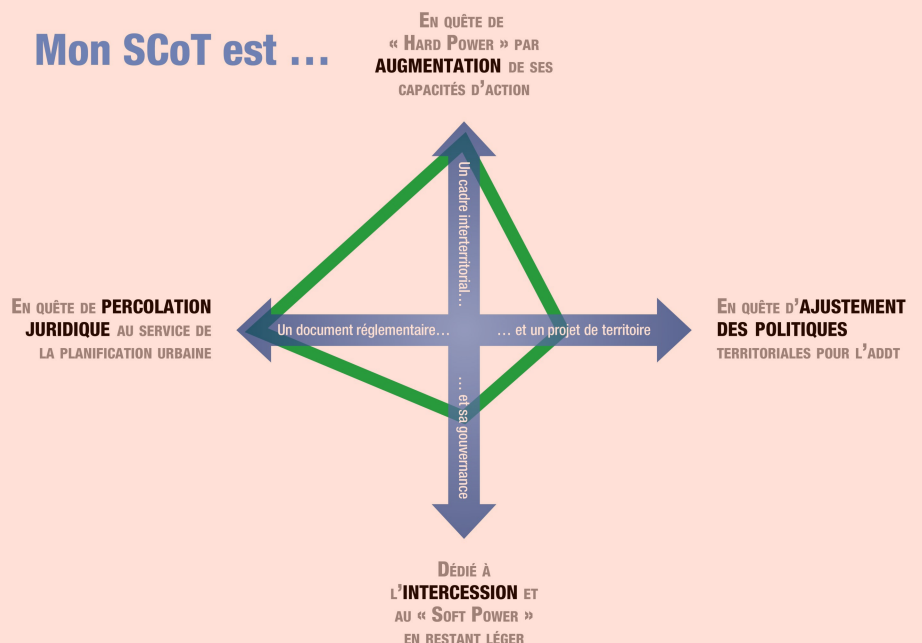 Mon SCoT est …
En quête de
« Hard Power » par
AUGMENTATION de ses
capacités d'action
Un cadre interterritorial…
En quête de PERCOLATION
JURIDIQUE au service de
la planification urbaine
Un document réglementaire…
… et un projet de territoire
En quête d'AJUSTEMENT
DES POLITIQUES
territoriales pour l'ADDT
… et sa gouvernance
Dédié à
l'INTERCESSION et
au « Soft Power »
en restant léger